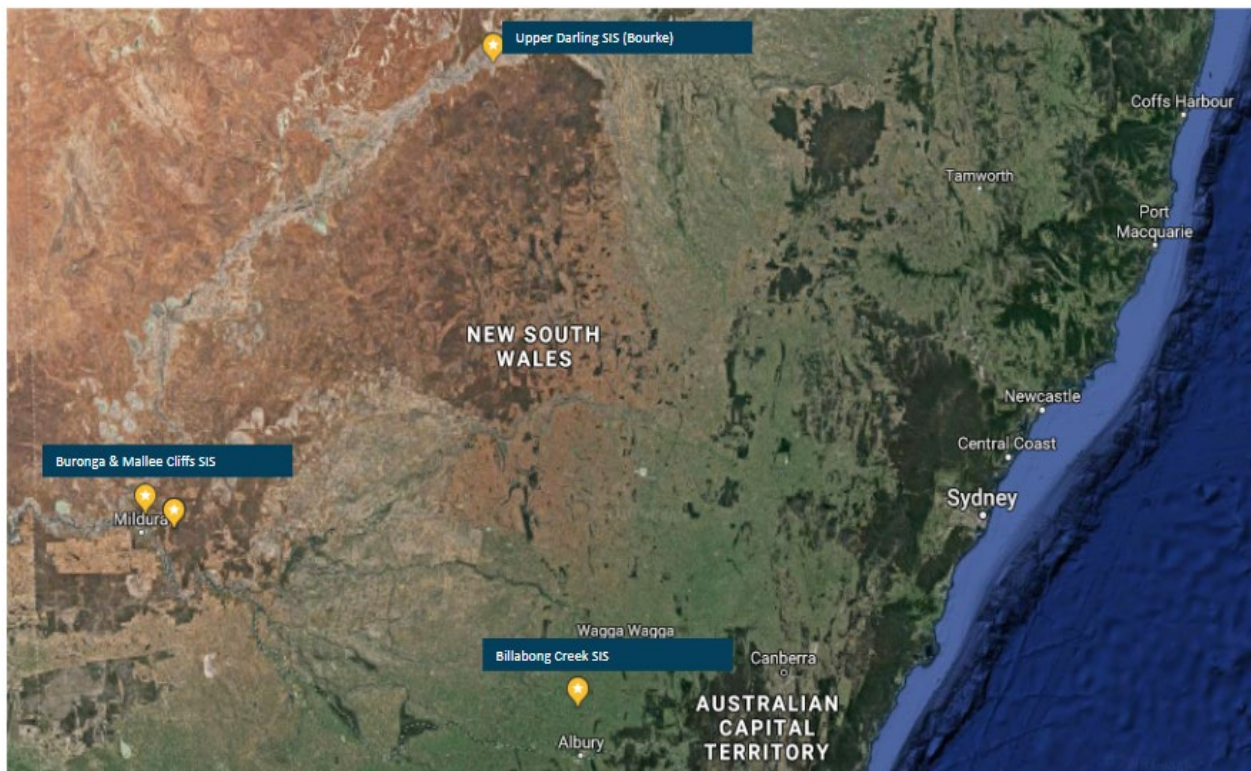 Upper Darling SIS (Bourke)
Coffs Harbour
Tamworth
Port
Macquarie
NEW SOUTH
WALES
Newcastle
Central Coast
Buronga & Mallee Cliffs SIS
Sydney
Mildura
Wagga Wagga
Billabong Creek SIS
Canberra
AUSTRALIAN
CAPITAL
TERRITORY
Albury